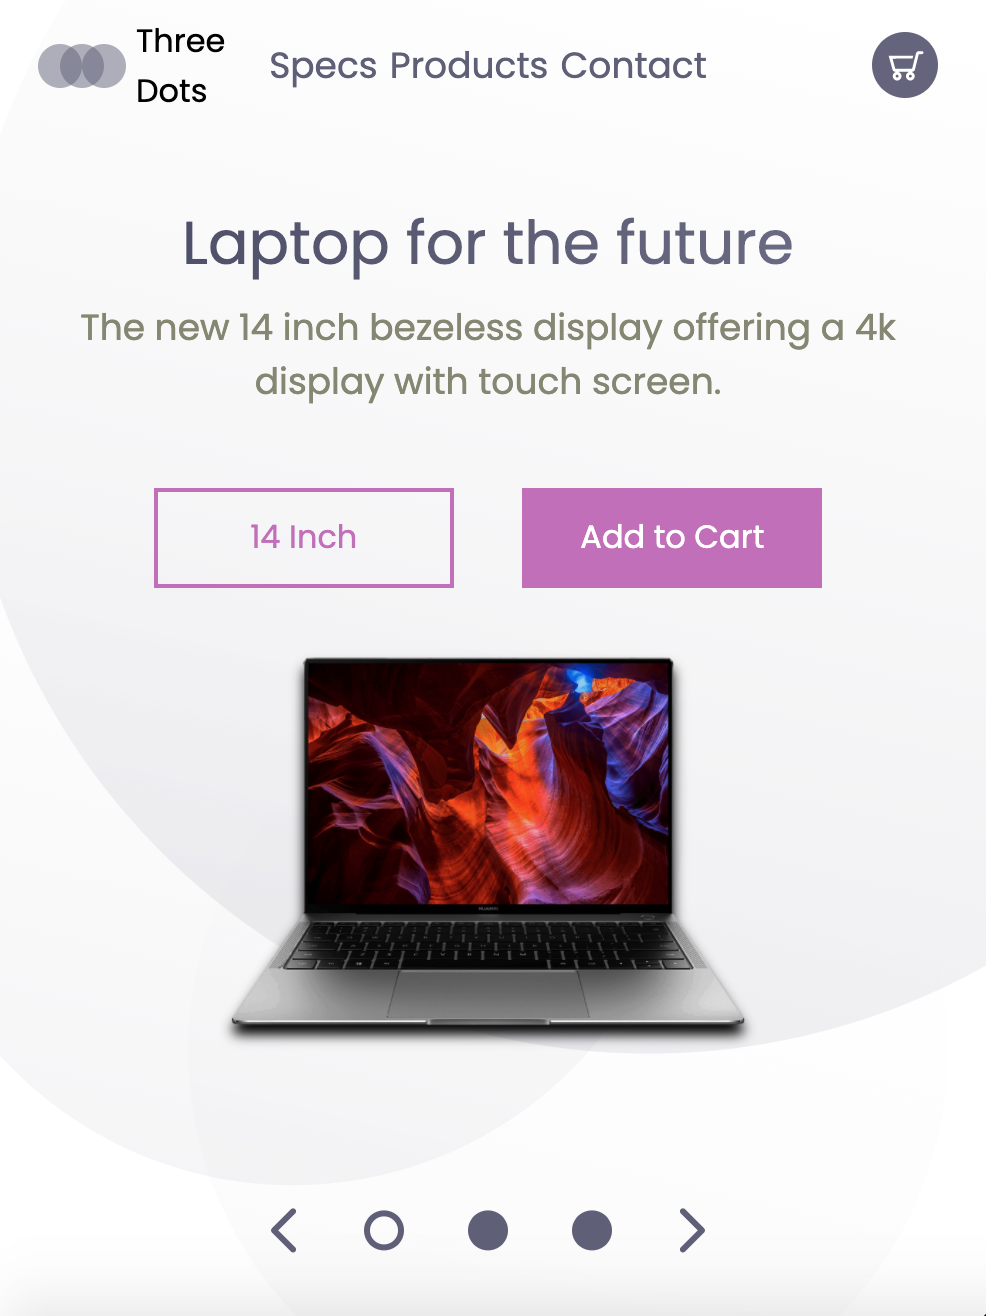 Three
Dots
Specs Products Contact
Laptop for the future
The new 14 inch bezeless display offering a 4k
display with touch screen.
14 Inch
Add to Cart
HUAWEI